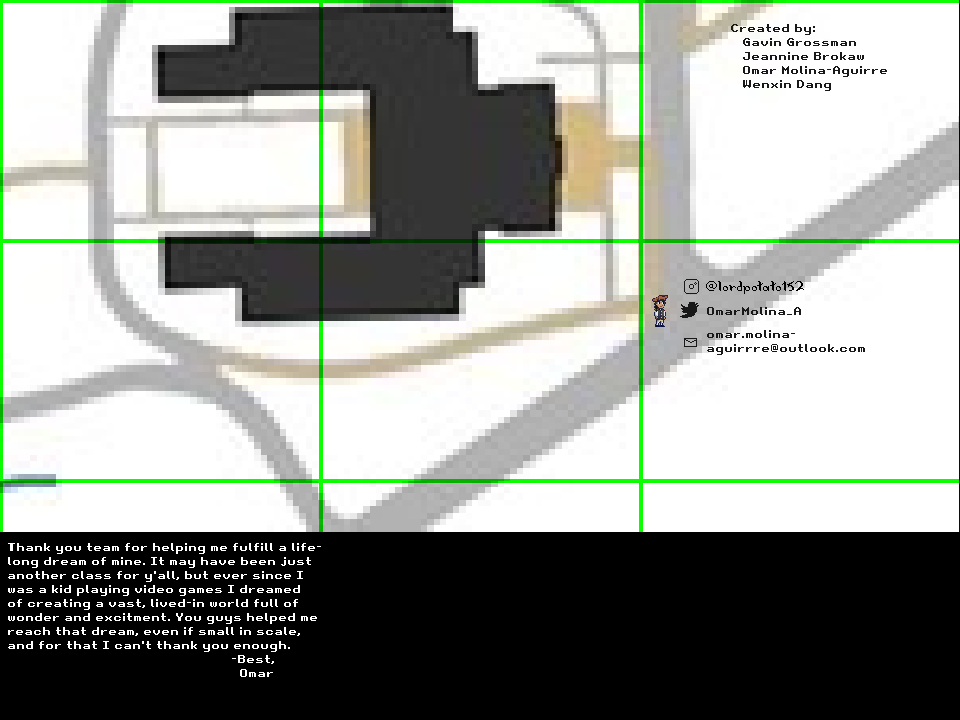 Created by:
Gavin Grossman
Jeannine Brokaw
Omar Molina-Aguirre
Wenxin Dang
@lordpotato152
OmarMolina_A
omar.molina-
aguirrre@outlook.com
Thank you team for helping me fulfill a life-
long dream of mine. It may have been just
another class for y'all, but ever since I
was a kid playing video games I dreamed
of creating a vast, lived-in world full of
wonder and excitment. You guys helped me
reach that dream, even if small in scale,
and for that I can't thank you enough.
-Best,
Omar